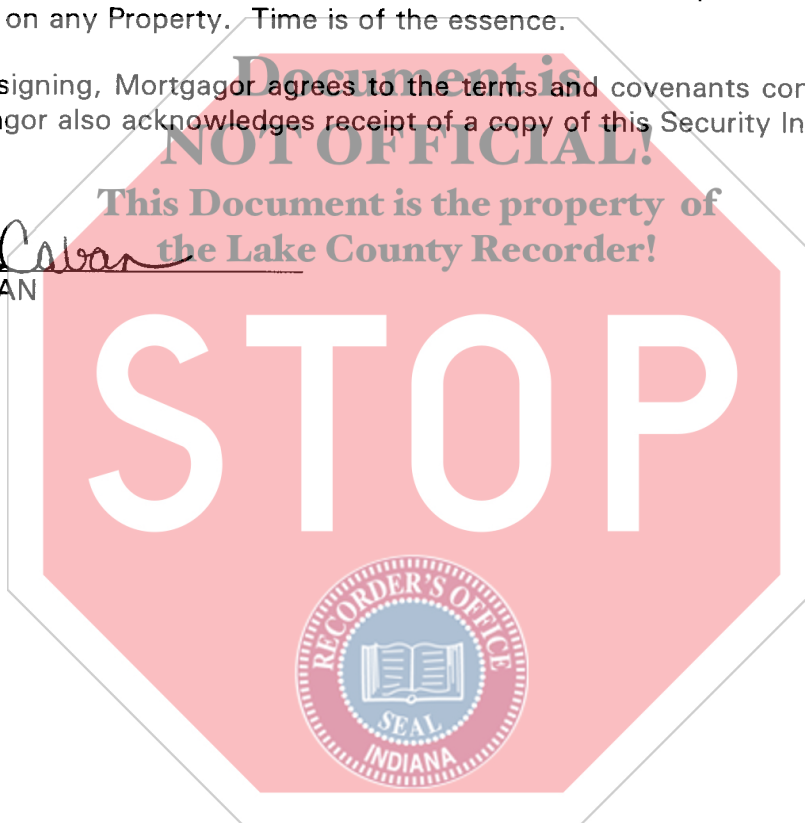 on any Property. Time is of the essence.
signing, Mortgagor agrees to the terms and covenants con
gor also acknowledges receipt of a copy of this Security In
Document is
NOT OFFICIAL!
This Document is the property of
the Lake County Recorder!
Caban
AN
STOP
RECORDER'S OFFICE
SEAL
INDIANA